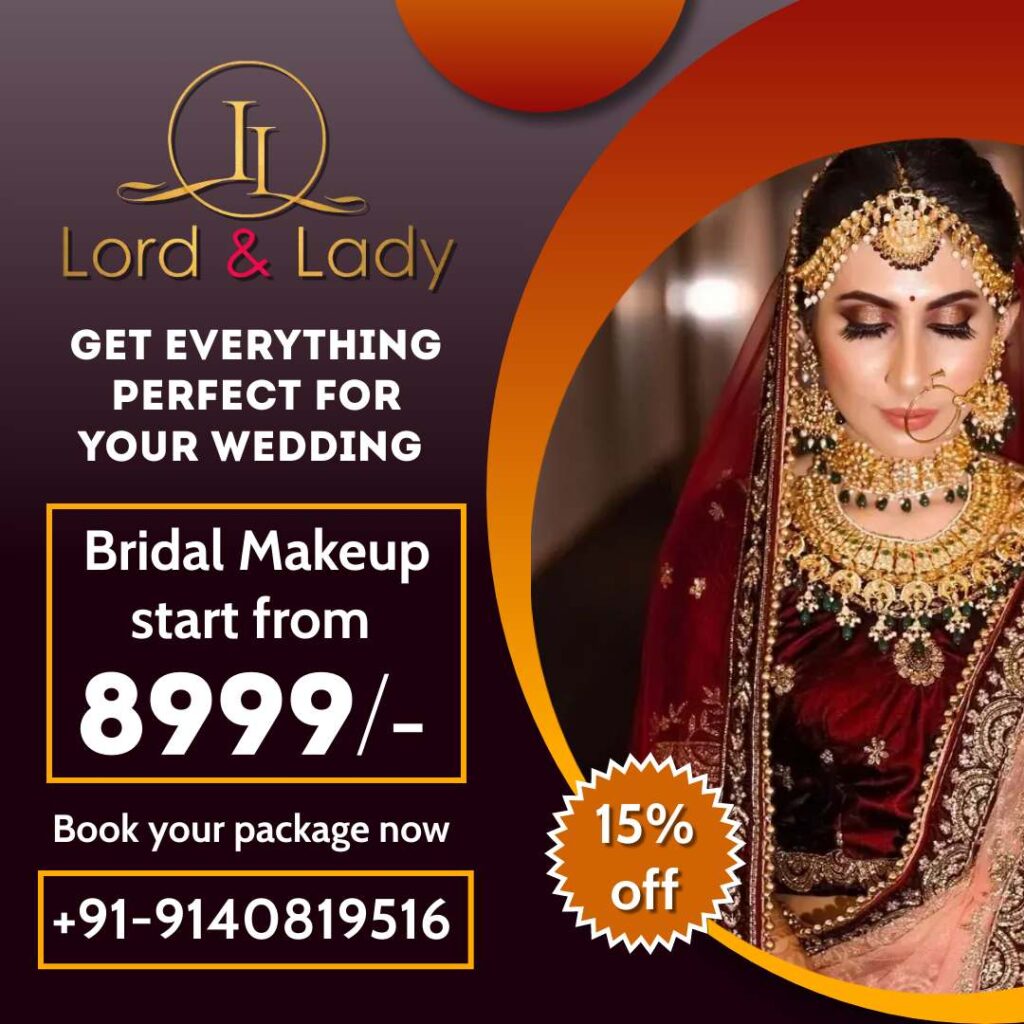 Lord & Lady
GET EVERYTHING
PERFECT FOR
YOUR WEDDING
Bridal Makeup
start from
8999/-
Book your package now
+91-9140819516
15%
off